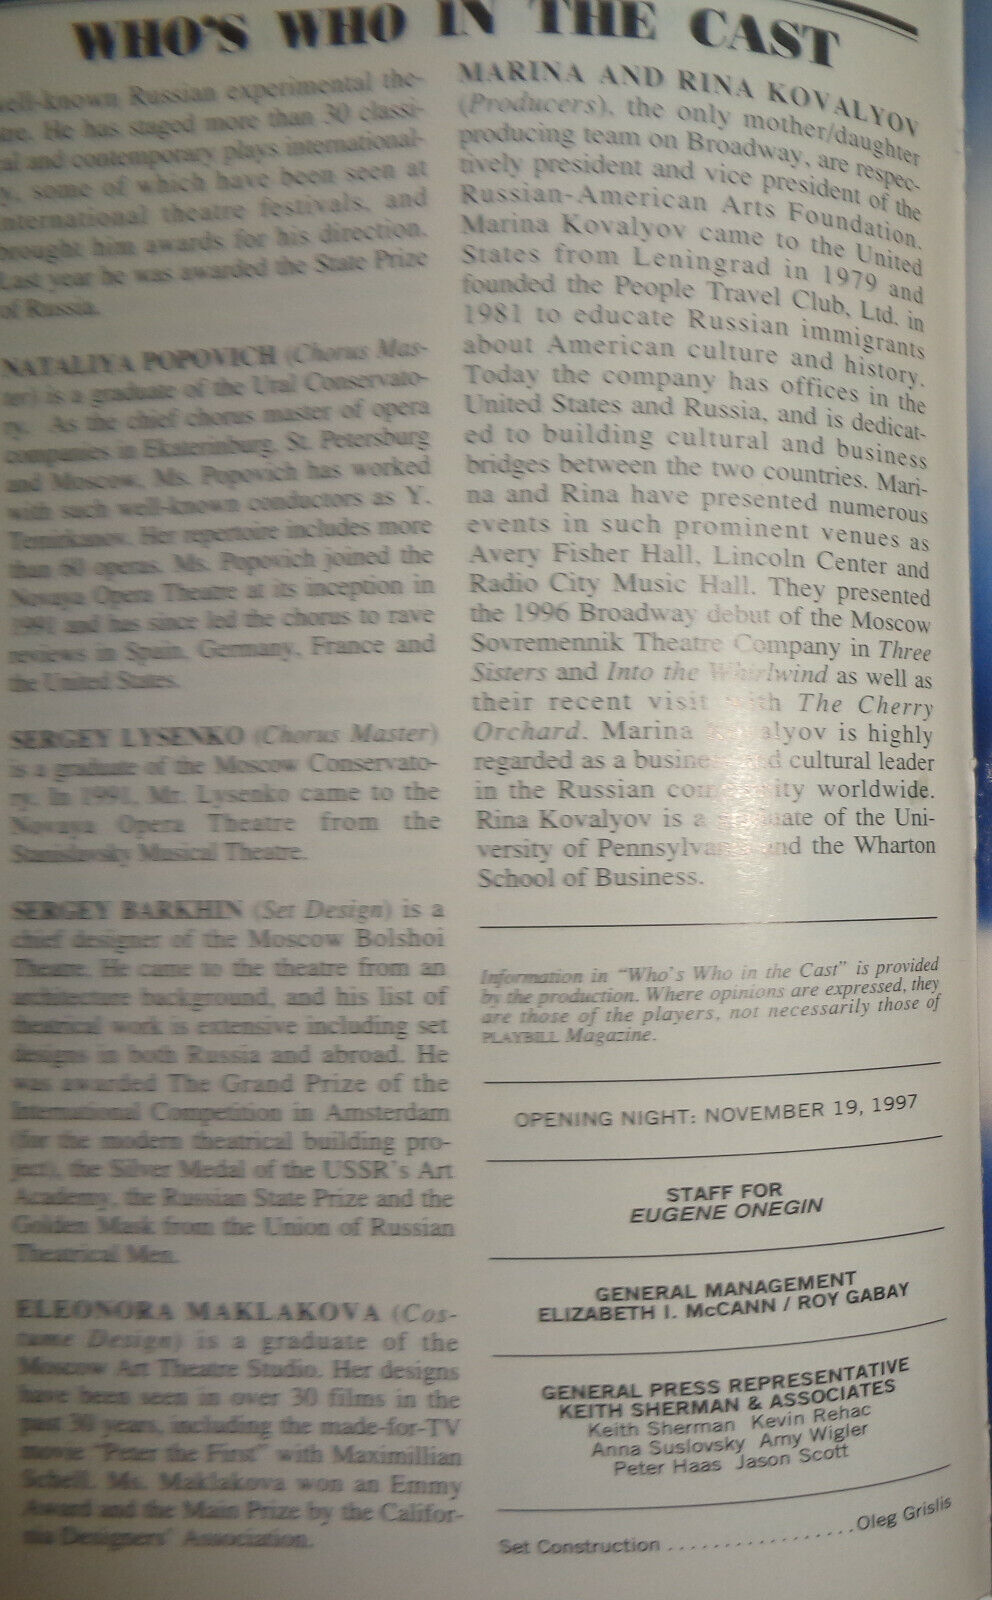 WHO'S WHO IN THE CAST
well-known Russian experimental the-
atre. He has staged more than 30 classi-
cal and contemporary plays international-
ly, some of which have been seen at
international theatre festivals, and
brought him awards for his direction.
Last year he was awarded the State Prize
of Russia.
NATALIYA POPOVICH (Chorus Mas-
ter) is a graduate of the Ural Conservato-
ry. As the chief chorus master of opera
companies in Ekaterinburg, St. Petersburg
and Moscow, Ms. Popovich has worked
with such well-known conductors as Y.
Temirkanov. Her repertoire includes more
than 60 operas. Ms. Popovich joined the
Novaya Opera Theatre at its inception in
1991 and has since led the chorus to rave
reviews in Spain, Germany, France and
the United States.
SERGEY LYSENKO (Chorus Master)
is a graduate of the Moscow Conservato-
ry. In 1991, Mr. Lysenko came to the
Novaya Opera Theatre from the
Stanislavsky Musical Theatre.
SERGEY BARKHIN (Set Design) is a
chief designer of the Moscow Bolshoi
Theatre. He came to the theatre from an
architecture background, and his list of
theatrical work is extensive including set
designs in both Russia and abroad. He
was awarded The Grand Prize of the
International Competition in Amsterdam
(for the modern theatrical building pro-
ject), the Silver Medal of the USSR's Art
Academy, the Russian State Prize and the
Golden Mask from the Union of Russian
Theatrical Men.
ELEONORA MAKLAKOVA (Cos-
tume Design) is a graduate of the
Moscow Art Theatre Studio. Her designs
have been seen in over 30 films in the
past 30 years, including the made-for-TV
movie "Peter the First" with Maximillian
Schell. Ms. Maklakova won an Emmy
Award and the Main Prize by the Califor-
nia Designers' Association.
MARINA AND RINA KOVALYOV
(Producers), the only mother/daughter
producing team on Broadway, are respec-
tively president and vice president of the
Russian-American Arts Foundation.
Marina Kovalyov came to the United
States from Leningrad in 1979 and
founded the People Travel Club, Ltd. in
1981 to educate Russian immigrants
about American culture and history.
Today the company has offices in the
United States and Russia, and is dedicat-
ed to building cultural and business
bridges between the two countries. Mari-
na and Rina have presented numerous
events in such prominent venues as
Avery Fisher Hall, Lincoln Center and
Radio City Music Hall. They presented
the 1996 Broadway debut of the Moscow
Sovremennik Theatre Company in Three
Sisters and Into the Whirlwind as well as
their recent visit with The Cherry
Orchard. Marina Kovalyov is highly
regarded as a business and cultural leader
in the Russian community worldwide.
Rina Kovalyov is a graduate of the Uni-
versity of Pennsylvania and the Wharton
School of Business.
Information in "Who's Who in the Cast" is provided
by the production. Where opinions are expressed, they
are those of the players, not necessarily those of
PLAYBILL Magazine.
OPENING NIGHT: NOVEMBER 19, 1997
STAFF FOR
EUGENE ONEGIN
GENERAL MANAGEMENT
ELIZABETH I. McCANN / ROY GABAY
GENERAL PRESS REPRESENTATIVE
KEITH SHERMAN & ASSOCIATES
Keith Sherman Kevin Rehac
Anna Suslovsky Amy Wigler
Peter Haas Jason Scott
Set Construction .................Oleg Grislis